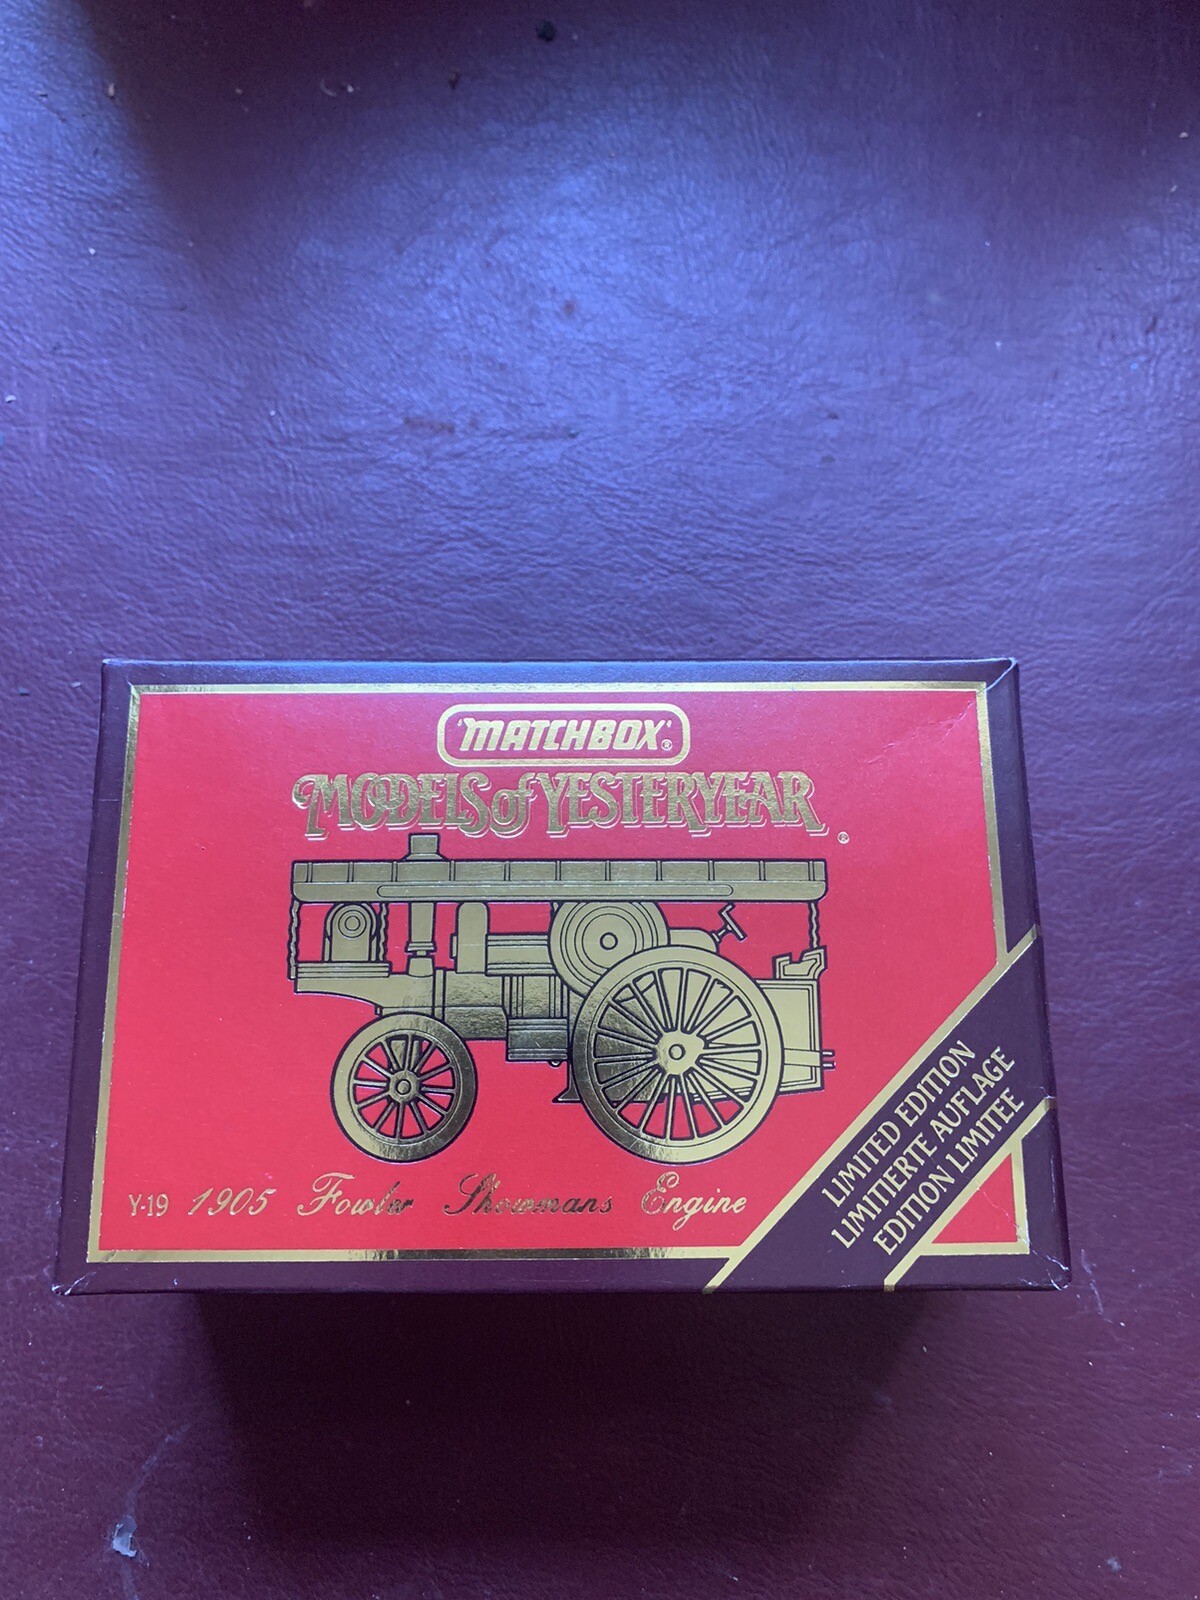 'MATCHBOX'®
MODELS of YESTERYEAR®
Y-19 1905 Fowler Showmans Engine
LIMITED EDITION
LIMITIERTE AUFLAGE
EDITION LIMITEE